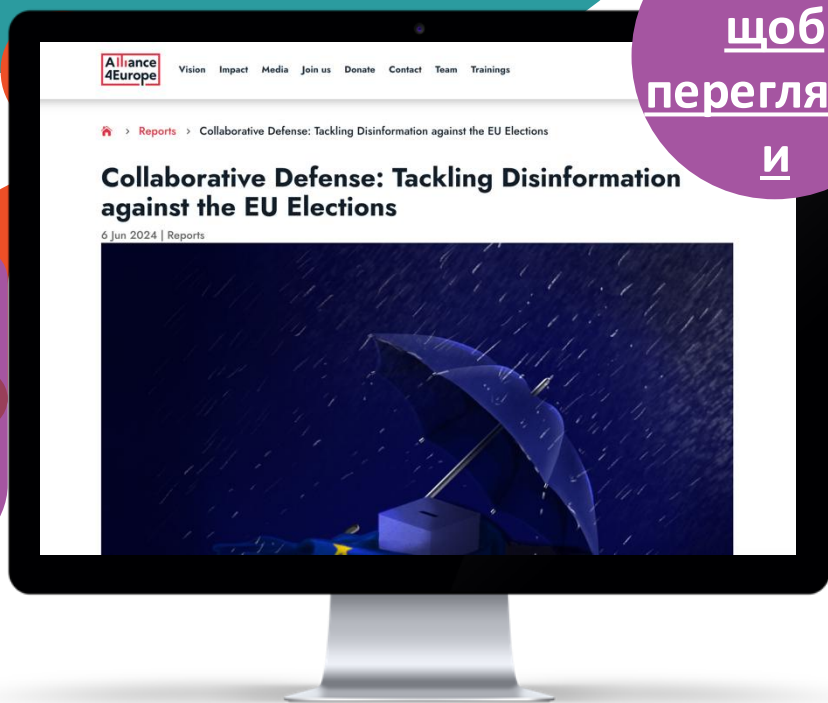 щоб
перегля
и
Alliance
4Europe
Vision Impact Media Join us Donate Contact Team Trainings
> Reports > Collaborative Defense: Tackling Disinformation against the EU Elections
Collaborative Defense: Tackling Disinformation
against the EU Elections
6 Jun 2024 | Reports